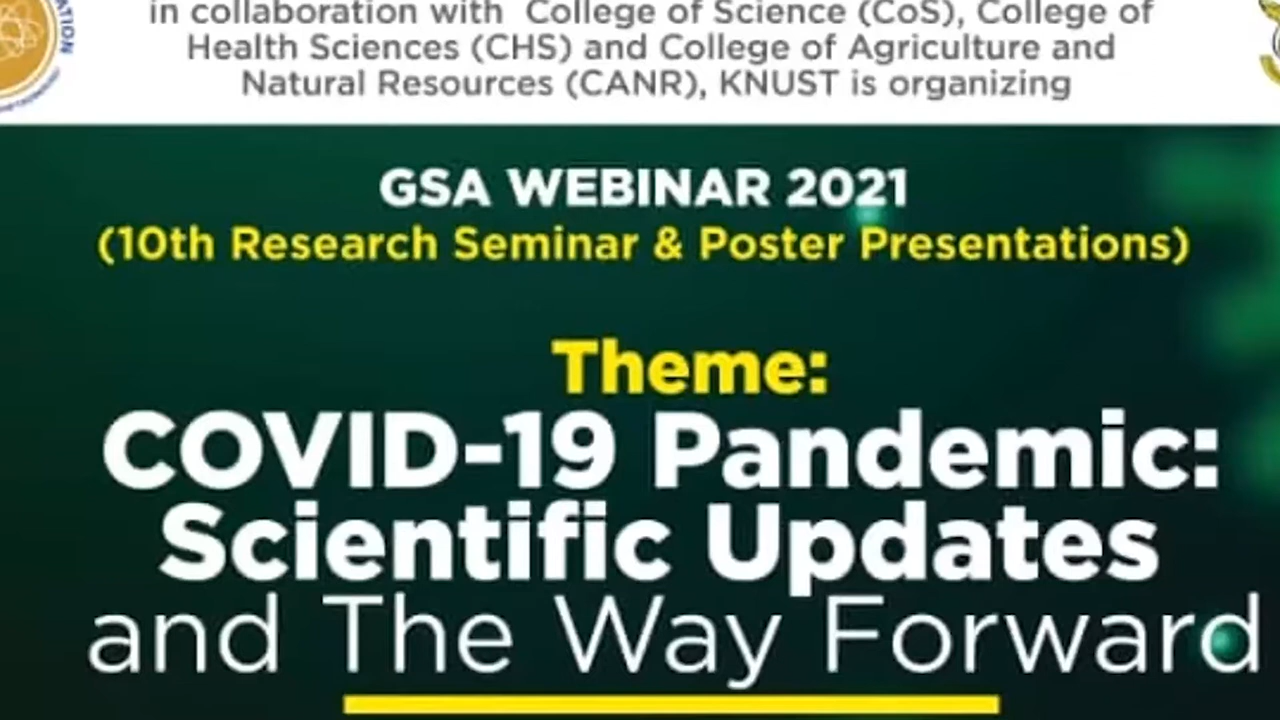 in collaboration with College of Science (CoS), College of
Health Sciences (CHS) and College of Agriculture and
Natural Resources (CANR), KNUST is organizing
GSA WEBINAR 2021
(10th Research Seminar & Poster Presentations)
Theme:
COVID-19 Pandemic:
Scientific Updates
and The Way Forward